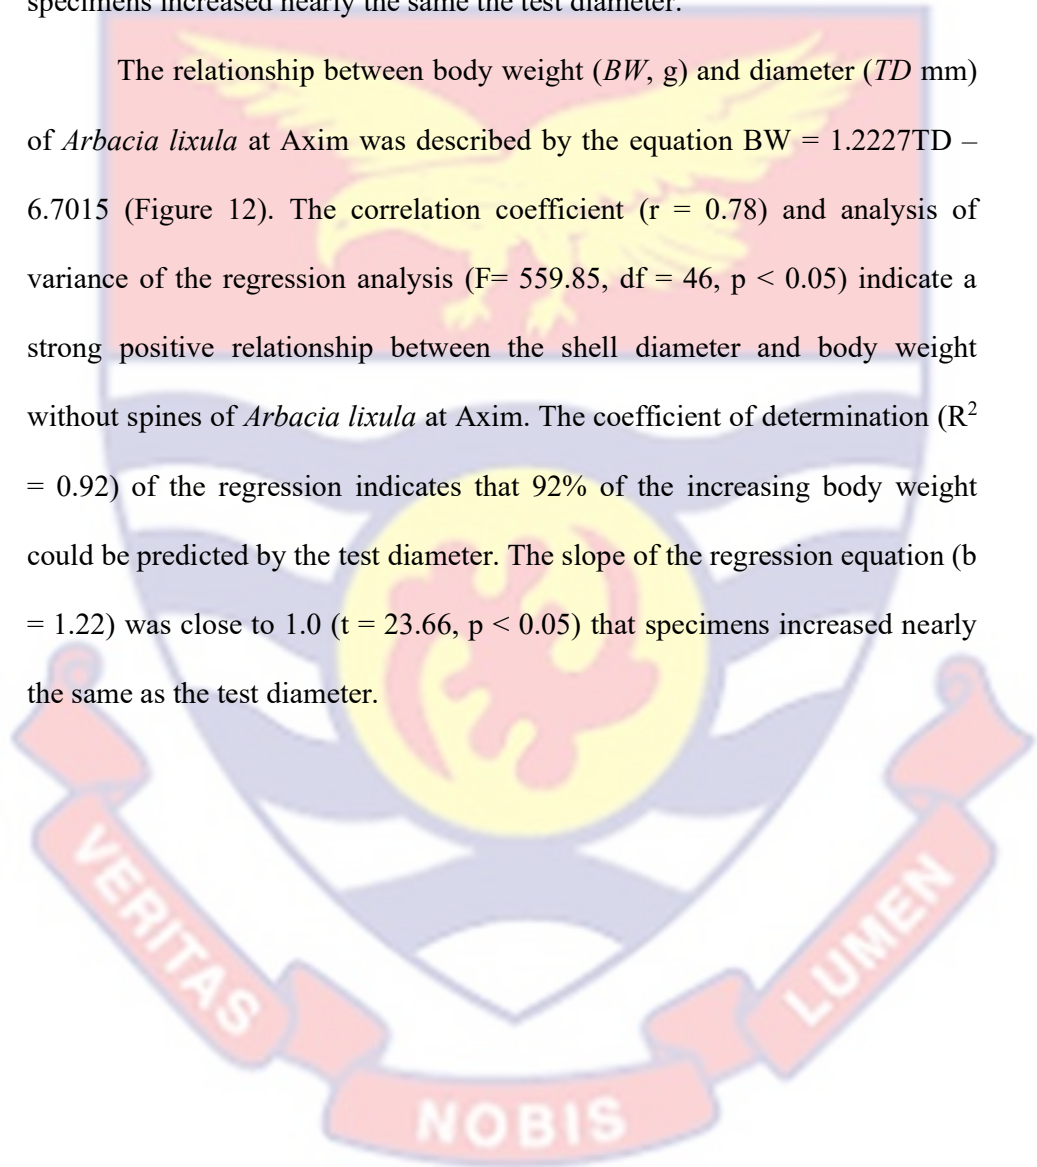 specimens increased nearly the same the test diameter.
The relationship between body weight (BW, g) and diameter (TD mm)
of Arbacia lixula at Axim was described by the equation BW = 1.2227TD –
6.7015 (Figure 12). The correlation coefficient (r = 0.78) and analysis of
variance of the regression analysis (F= 559.85, df = 46, p < 0.05) indicate a
strong positive relationship between the shell diameter and body weight
without spines of Arbacia lixula at Axim. The coefficient of determination (R²
= 0.92) of the regression indicates that 92% of the increasing body weight
could be predicted by the test diameter. The slope of the regression equation (b
= 1.22) was close to 1.0 (t = 23.66, p < 0.05) that specimens increased nearly
the same as the test diameter.
VERITAS
NOBIS
LUMEN